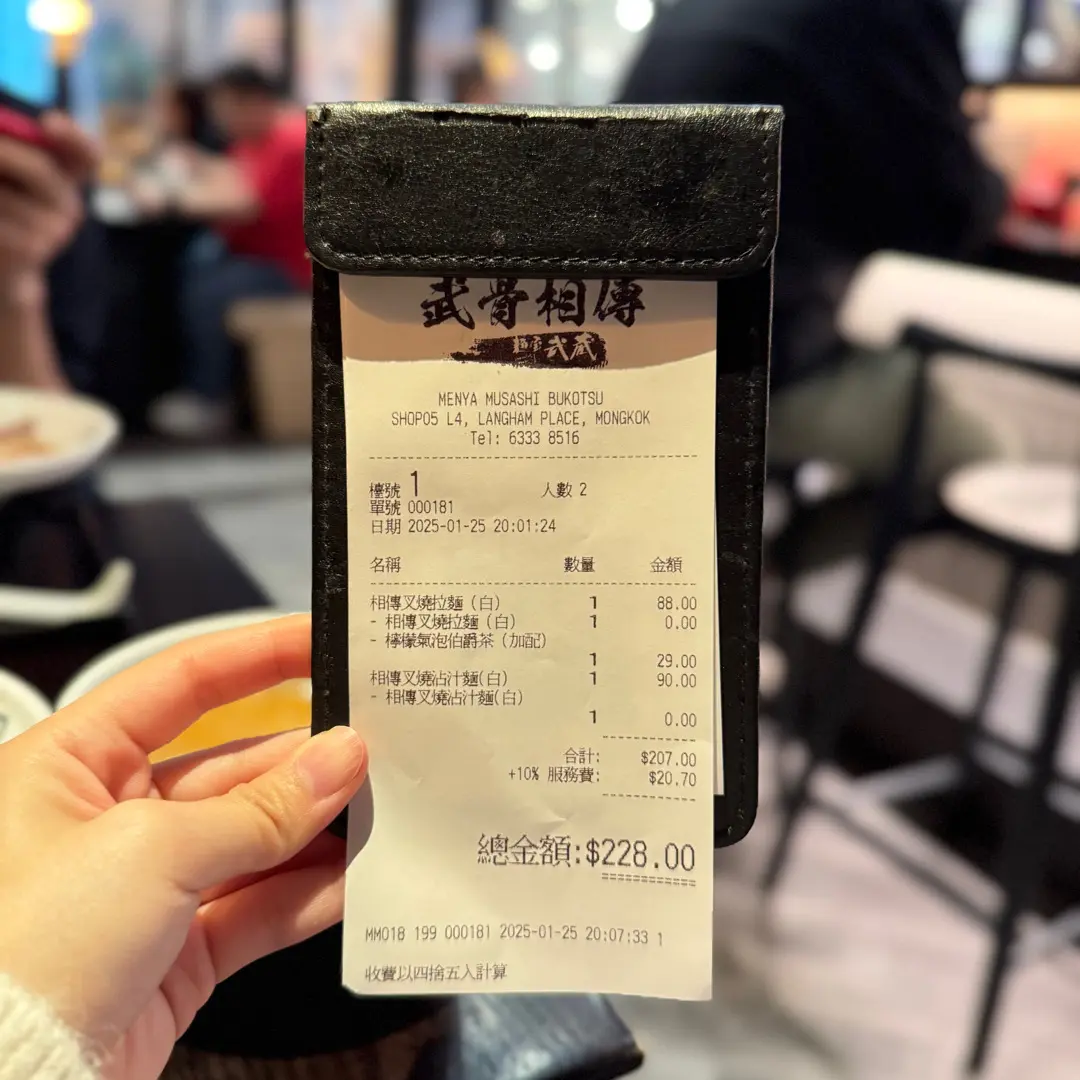 武骨相傳
麵室武蔵
MENYA MUSASHI BUKOTSU
SHOP05 L4, LANGHAM PLACE, MONGKOK
Tel: 6333 8516
檯號 1 人數 2
單號 000181
日期 2025-01-25 20:01:24
名稱 數量 金額
相傳叉燒拉麵 (白) 1 88.00
- 相傳叉燒拉麵 (白) 1 0.00
- 檸檬氣泡伯爵茶 (加配)
1 29.00
相傳叉燒沾汁麵(白) 1 90.00
- 相傳叉燒沾汁麵(白)
1 0.00
合計: $207.00
+10% 服務費: $20.70
總金額:$228.00
MM018 199 000181 2025-01-25 20:07:33 1
收費以四捨五入計算